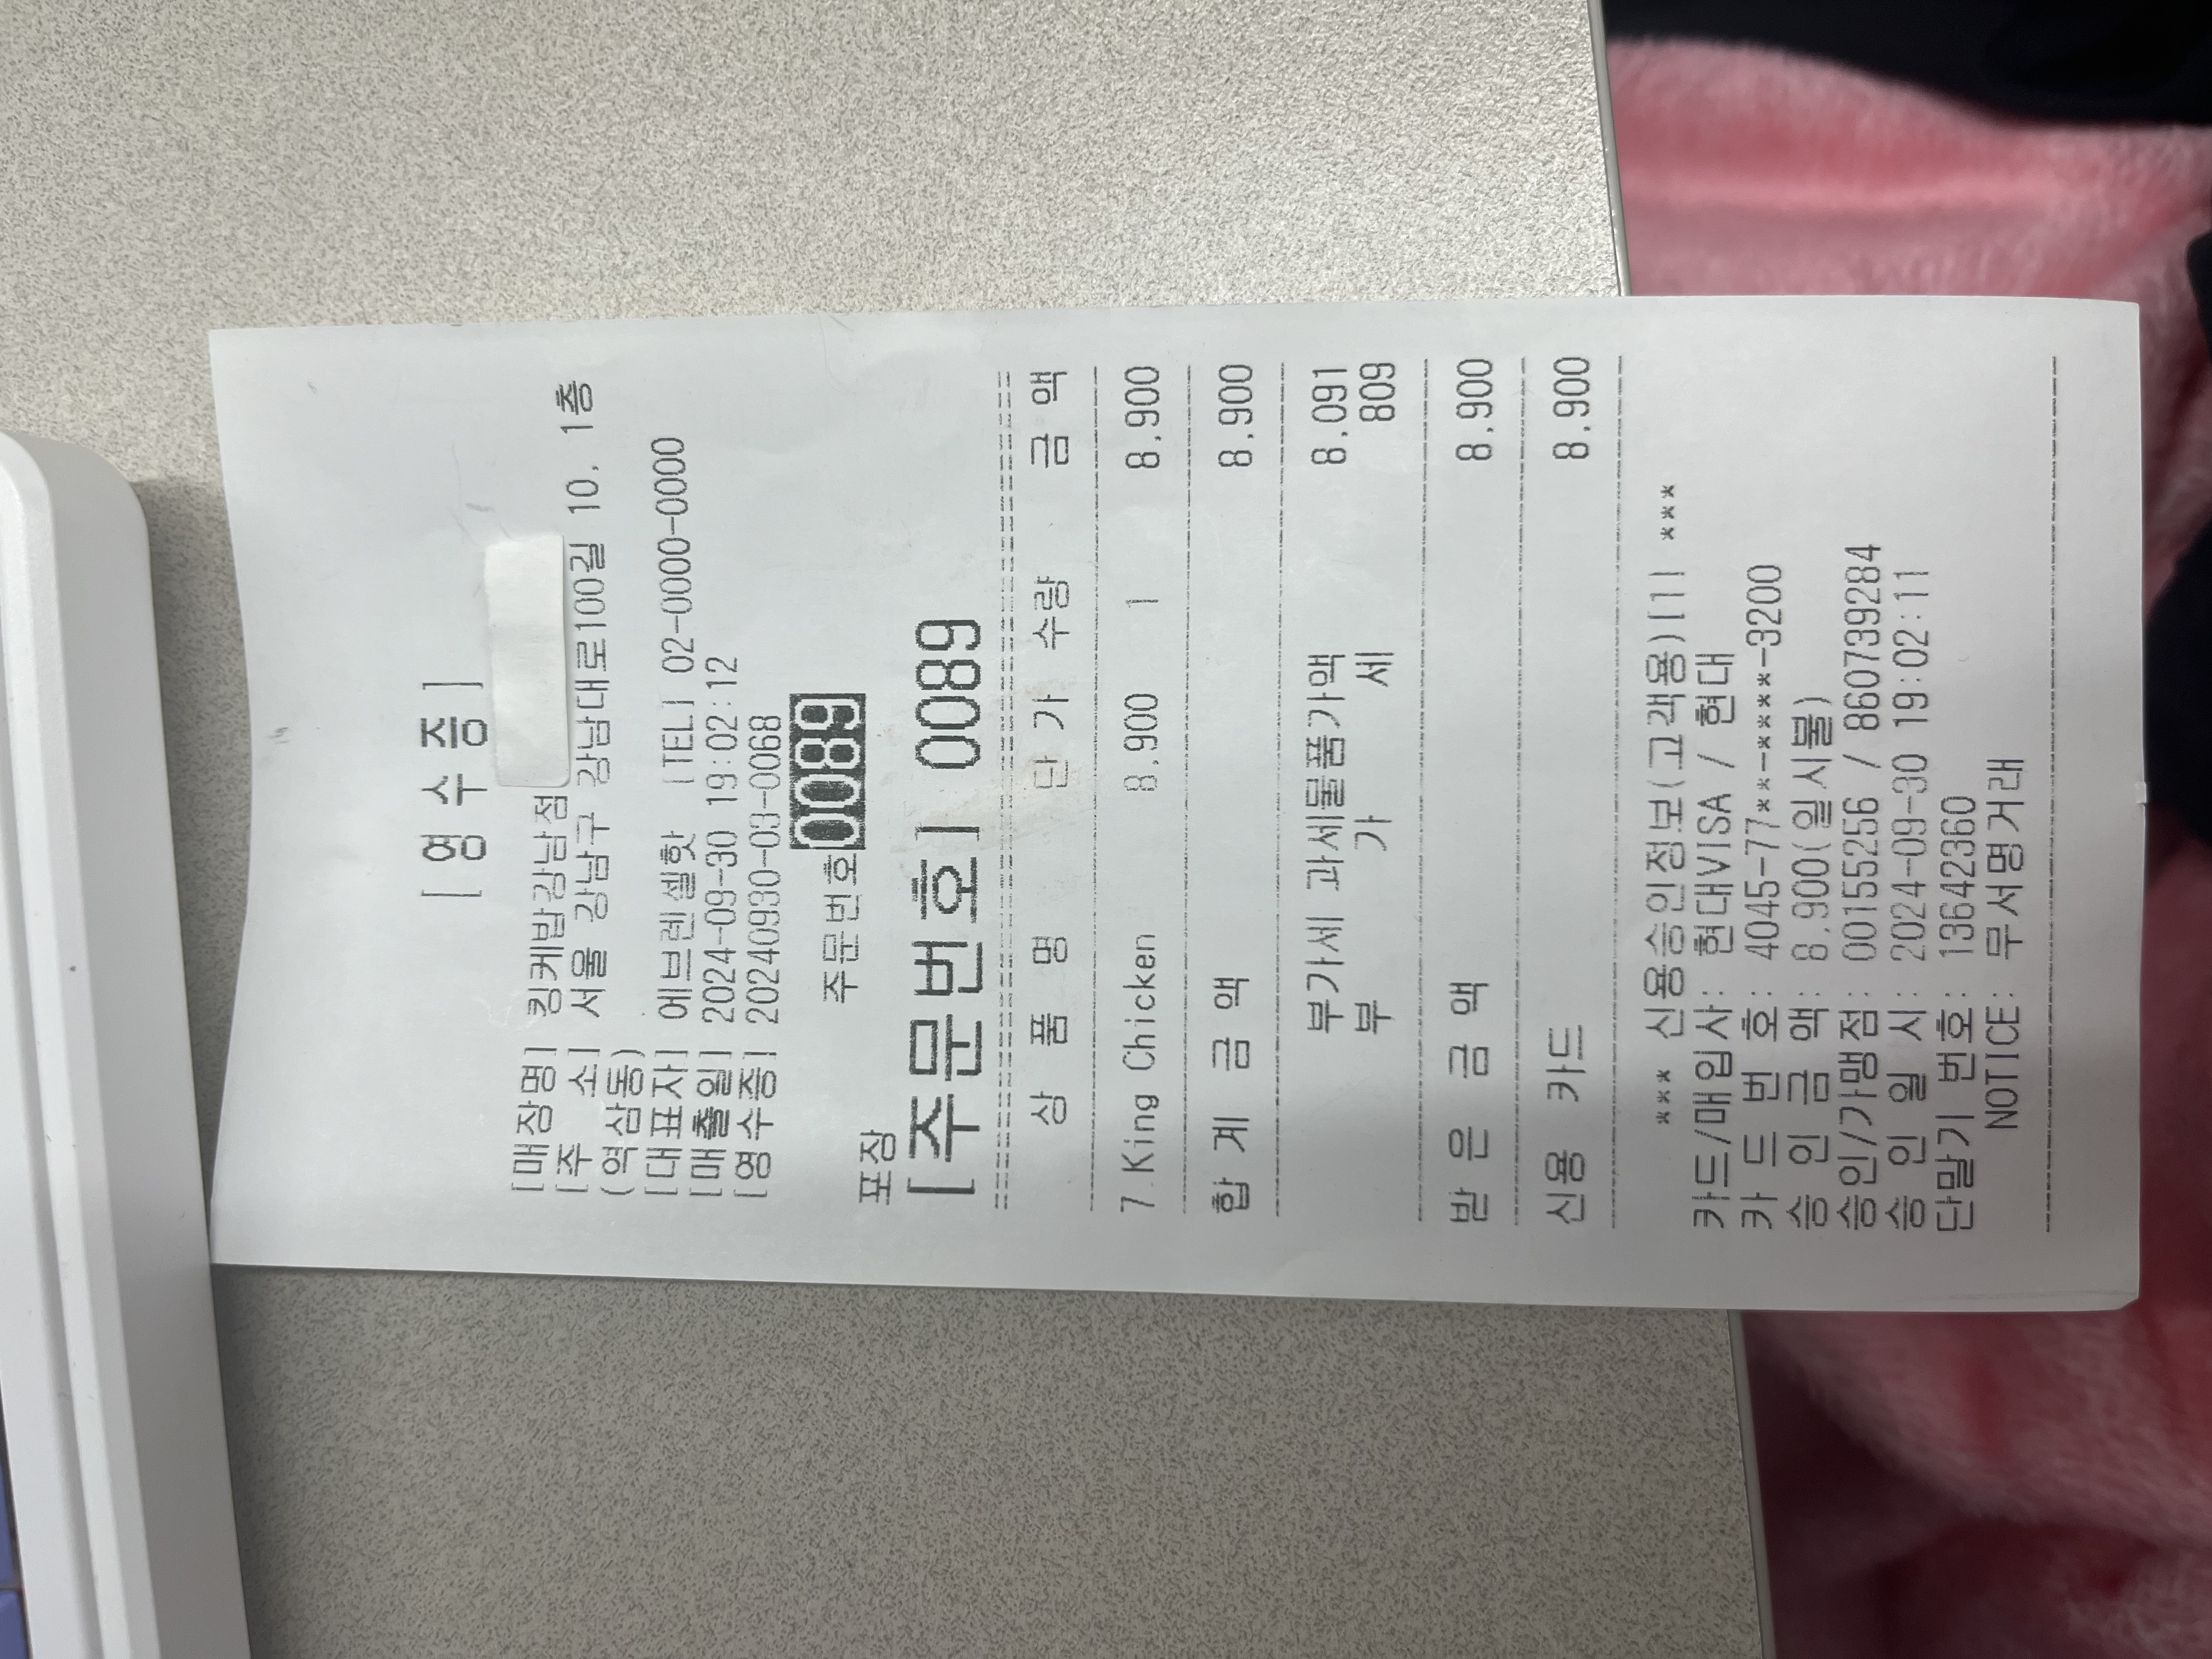 [영수증]
[매장명] 킹케밥강남점
[주 소] 서울 강남구 강남대로100길 10, 1층
(역삼동)
[대표자] 에브렌셀핫 [TEL] 02-0000-0000
[매출일] 2024-09-30 19:02:12
[영수증] 20240930-03-0068
주문번호0089
포장
[주문번호] 0089
상 품 명 단 가 수량 금 액
7.King Chicken 8,900 1 8,900
합 계 금 액 8,900
부가세 과세물품가액 8,091
부 가 세 809
받 은 금 액 8,900
신용 카드 8,900
*** 신용승인정보(고객용)[1] ***
카드/매입사: 현대VISA / 현대
카 드 번 호: 4045-77**-****-3200
승 인 금 액: 8,900(일시불)
승인/가맹점: 00155256 / 860739284
승 인 일 시: 2024-09-30 19:02:11
단말기 번호: 13642360
NOTICE: 무서명거래